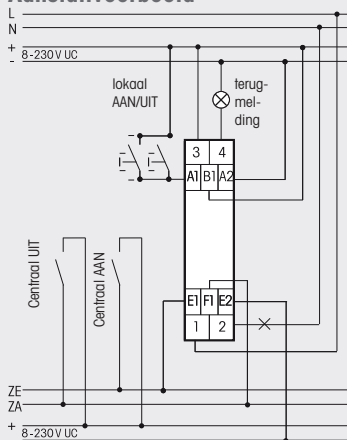 Aansluitvoorbeeld
L
N
+
8-230 V UC
-
lokaal
AAN/UIT
terug-
mel-
ding
3 4
A1 B1 A2
Centraal UIT
Centraal AAN
E1 F1 E2
1 2
ZE
ZA
+
8-230 V UC